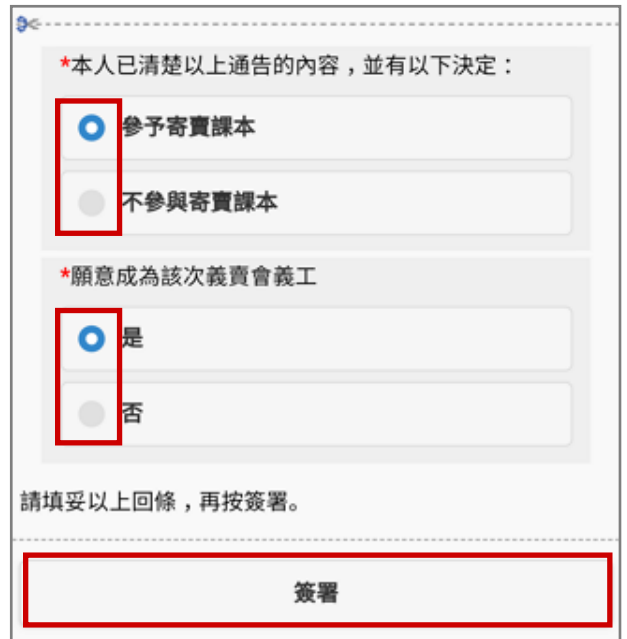 *本人已清楚以上通告的內容，並有以下決定：
參予寄賣課本
不參與寄賣課本
*願意成為該次義賣會義工
是
否
請填妥以上回條，再按簽署。
簽署